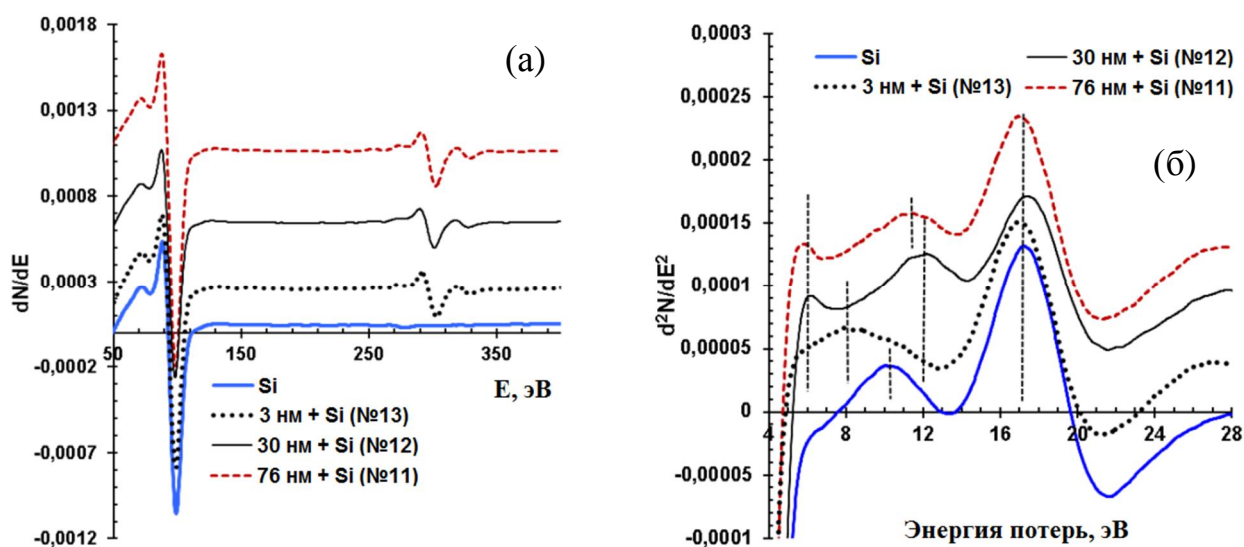 (а)
0,0018
0,0013
0,0008
0,0003
-0,0002
-0,0007
-0,0012
dN/dE
50
150
250
350
E, эВ
Si
3 нм + Si (№13)
30 нм + Si (№12)
76 нм + Si (№11)
(б)
0,0003
0,00025
0,0002
0,00015
0,0001
0,00005
0
-0,00005
-0,0001
d²N/dE²
Si
30 нм + Si (№12)
3 нм + Si (№13)
76 нм + Si (№11)
4
8
12
16
20
24
28
Энергия потерь, эВ